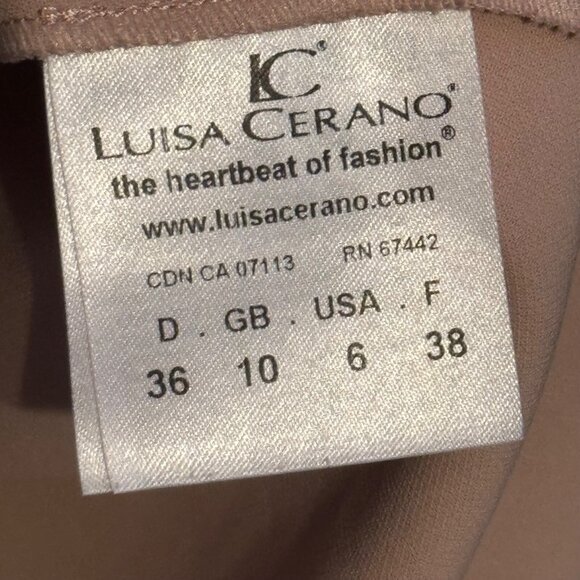 LC®
LUISA CERANO®
the heartbeat of fashion®
www.luisacerano.com
CDN CA 07113 RN 67442
D . GB . USA . F
36 10 6 38